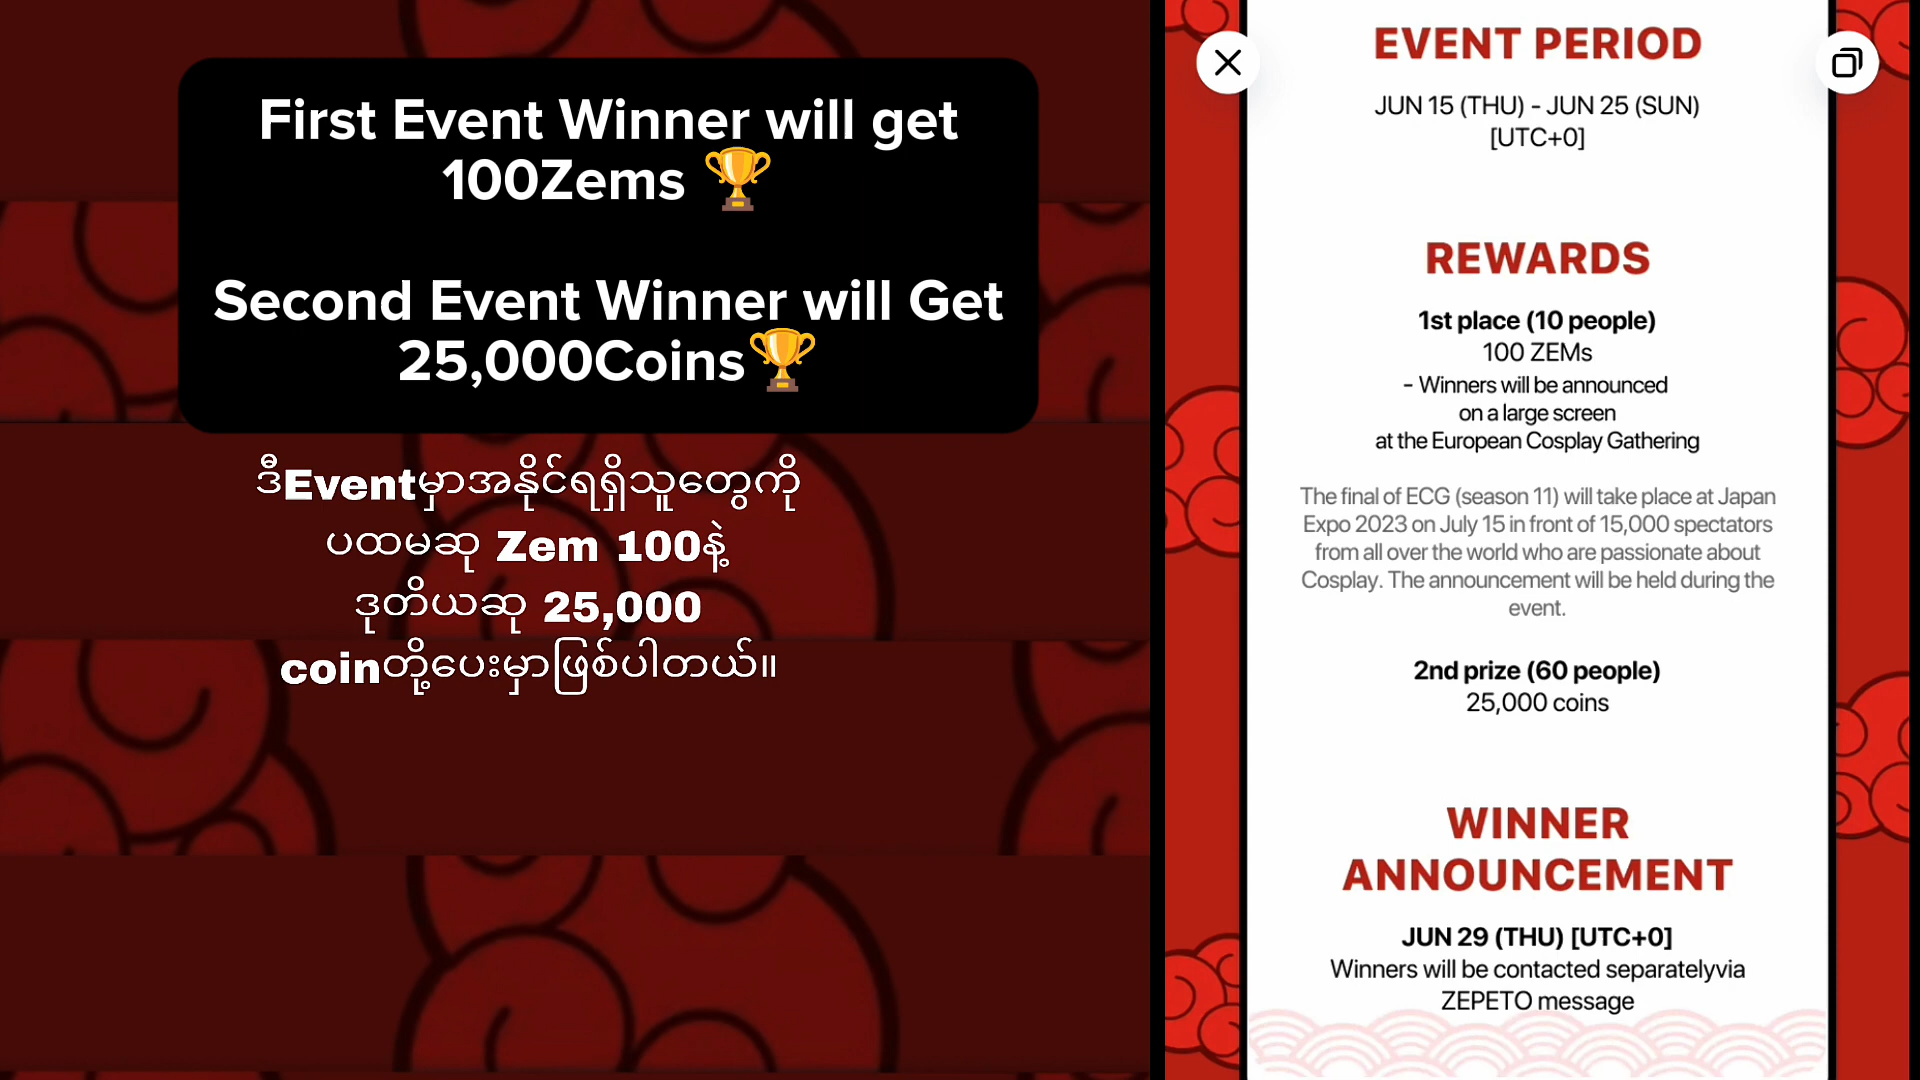 First Event Winner will get
100Zems 🏆
Second Event Winner will Get
25,000Coins🏆
ဒီEventမှာအနိုင်ရရှိသူတွေကို
ပထမဆု Zem 100နဲ့
ဒုတိယဆု 25,000
coinတို့ပေးမှာဖြစ်ပါတယ်။
EVENT PERIOD
JUN 15 (THU) - JUN 25 (SUN)
[UTC+0]
REWARDS
1st place (10 people)
100 ZEMs
- Winners will be announced
on a large screen
at the European Cosplay Gathering
The final of ECG (season 11) will take place at Japan
Expo 2023 on July 15 in front of 15,000 spectators
from all over the world who are passionate about
Cosplay. The announcement will be held during the
event.
2nd prize (60 people)
25,000 coins
WINNER
ANNOUNCEMENT
JUN 29 (THU) [UTC+0]
Winners will be contacted separatelyvia
ZEPETO message